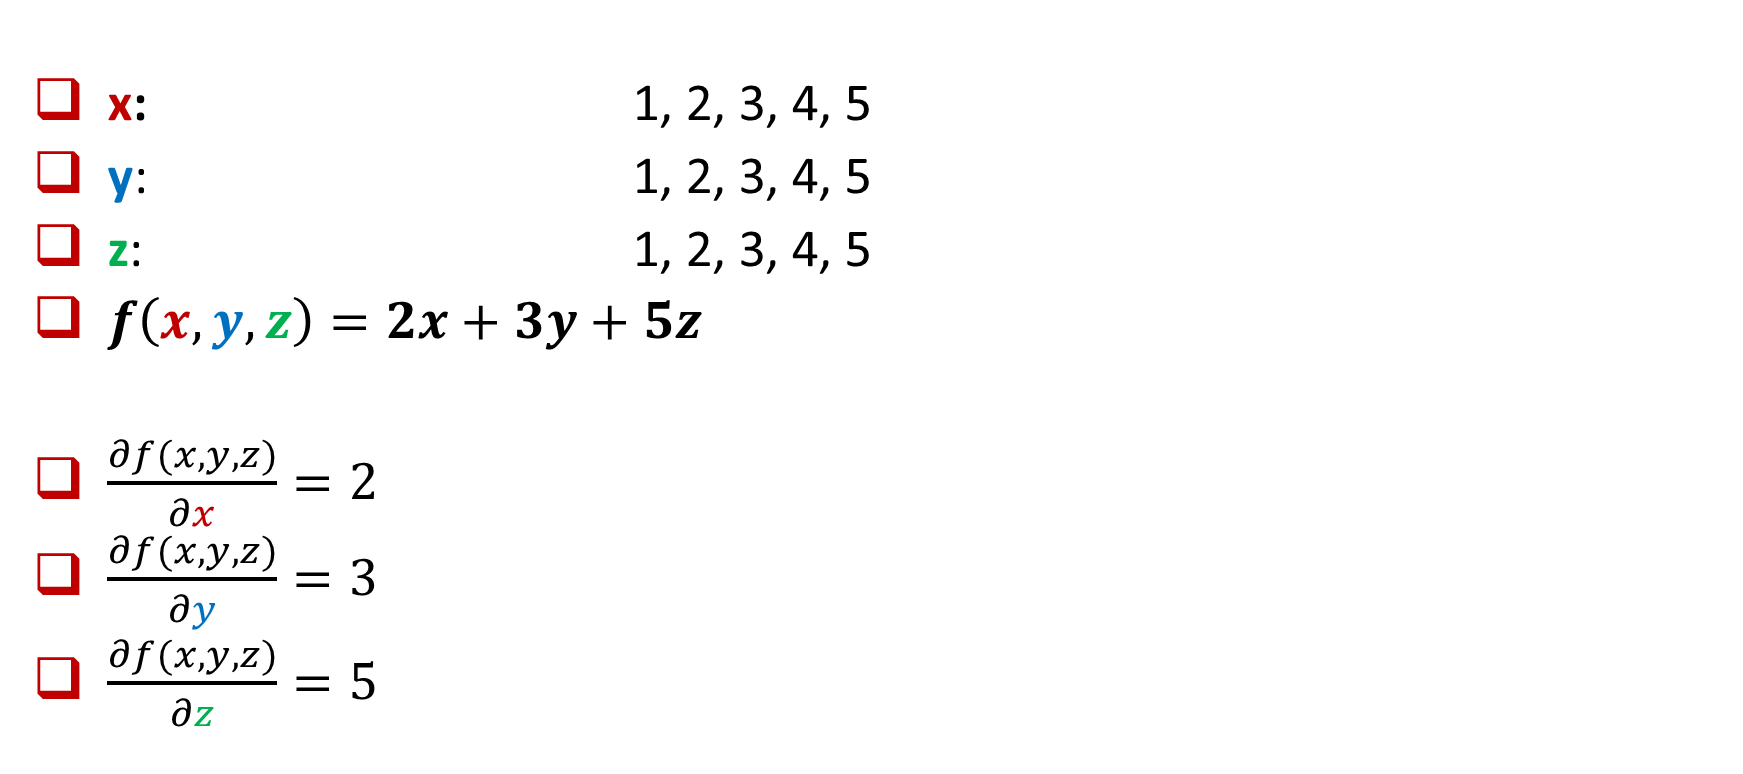 x: 1, 2, 3, 4, 5
y: 1, 2, 3, 4, 5
z: 1, 2, 3, 4, 5
f(x, y, z) = 2x + 3y + 5z
∂f(x,y,z)/∂x = 2
∂f(x,y,z)/∂y = 3
∂f(x,y,z)/∂z = 5